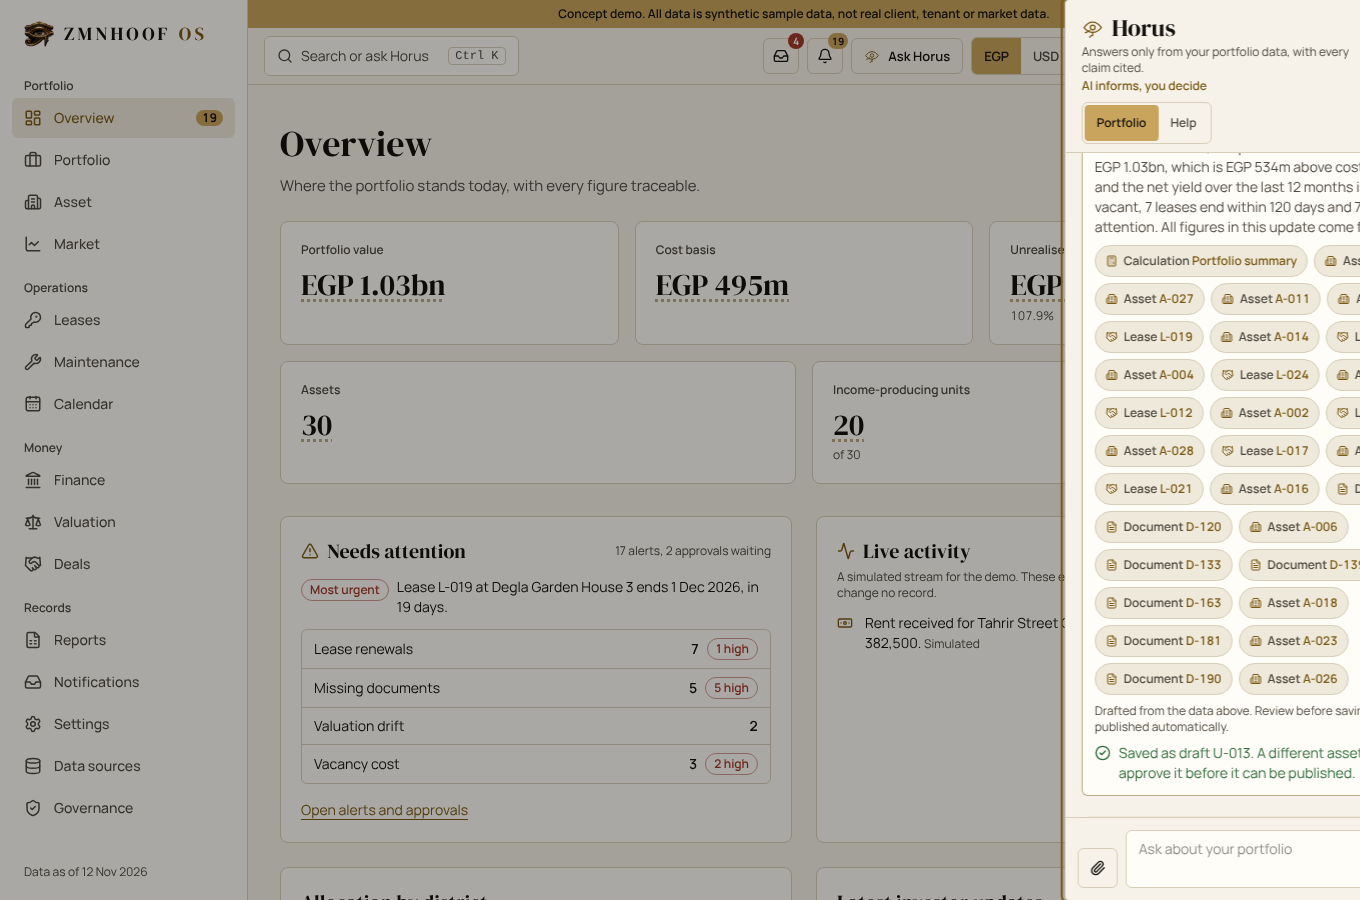 ZMNHOOF OS
Portfolio
Overview 19
Portfolio
Asset
Market
Operations
Leases
Maintenance
Calendar
Money
Finance
Valuation
Deals
Records
Reports
Notifications
Settings
Data sources
Governance
Data as of 12 Nov 2026
Concept demo. All data is synthetic sample data, not real client, tenant or market data.
Search or ask Horus Ctrl K
4
19
Ask Horus
EGP USD
Overview
Where the portfolio stands today, with every figure traceable.
Portfolio value
EGP 1.03bn
Cost basis
EGP 495m
Unrealise
EGP
107.9%
Assets
30
Income-producing units
20
of 30
Needs attention
17 alerts, 2 approvals waiting
Most urgent Lease L-019 at Degla Garden House 3 ends 1 Dec 2026, in
19 days.
Lease renewals 7 1 high
Missing documents 5 5 high
Valuation drift 2
Vacancy cost 3 2 high
Open alerts and approvals
Live activity
A simulated stream for the demo. These e
change no record.
Rent received for Tahrir Street
382,500. Simulated
Allocation by district
Latest investor updates
Horus
Answers only from your portfolio data, with every
claim cited.
AI informs, you decide
Portfolio Help
EGP 1.03bn, which is EGP 534m above cost
and the net yield over the last 12 months i
vacant, 7 leases end within 120 days and 7
attention. All figures in this update come f
Calculation Portfolio summary Ass
Asset A-027 Asset A-011 A
Lease L-019 Asset A-014 L
Asset A-004 Lease L-024 A
Lease L-012 Asset A-002 L
Asset A-028 Lease L-017 A
Lease L-021 Asset A-016 D
Document D-120 Asset A-006
Document D-133 Document D-139
Document D-163 Asset A-018
Document D-181 Asset A-023
Document D-190 Asset A-026
Drafted from the data above. Review before savin
published automatically.
Saved as draft U-013. A different asset
approve it before it can be published.
Ask about your portfolio